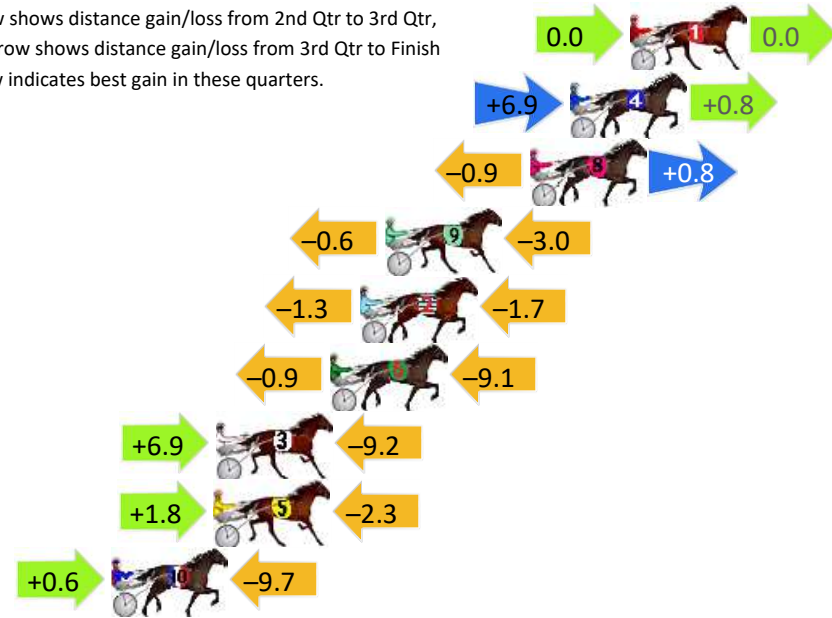 w shows distance gain/loss from 2nd Qtr to 3rd Qtr,
row shows distance gain/loss from 3rd Qtr to Finish
w indicates best gain in these quarters.
0.0 1 0.0
+6.9 4 +0.8
–0.9 8 +0.8
–0.6 9 –3.0
–1.3 –1.7
–0.9 –9.1
+6.9 3 –9.2
+1.8 5 –2.3
+0.6 10 –9.7